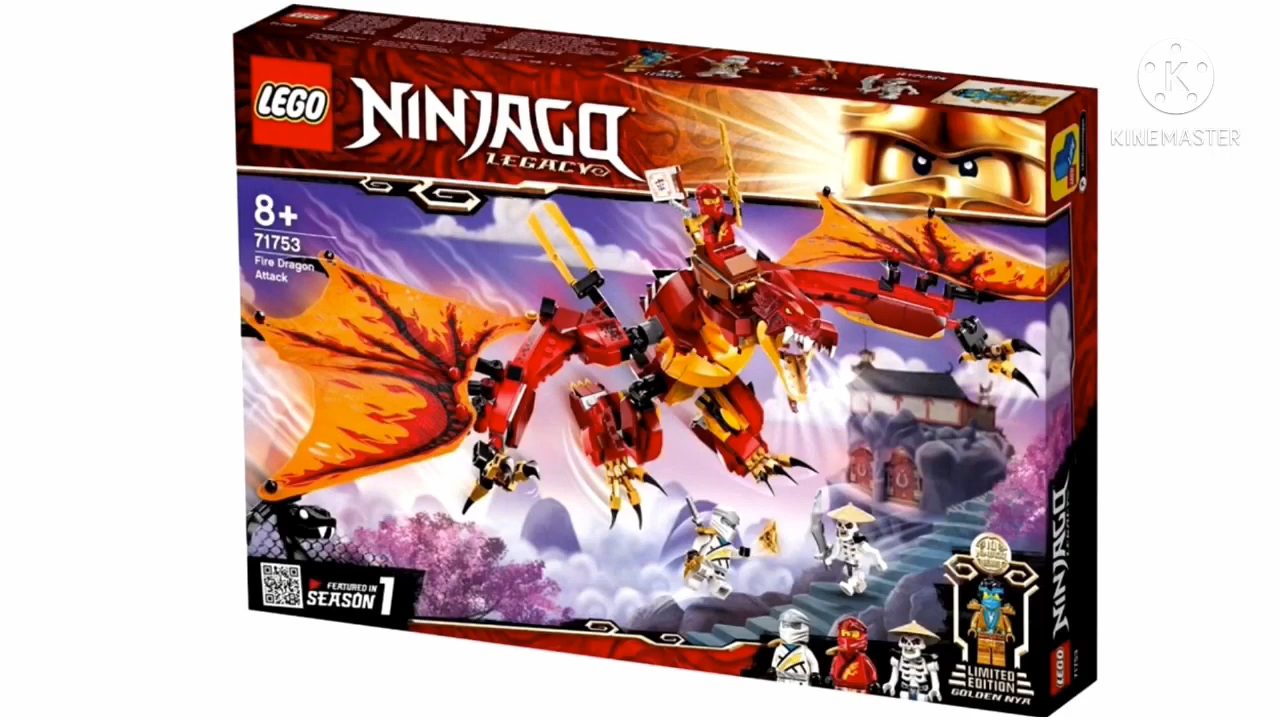 LEGO
NINJAGO
LEGACY
8+
71753
Fire Dragon
Attack
FEATURED IN
SEASON 1
LIMITED
EDITION
GOLDEN NYA
LEGO
NINJAGO
71753
K
KINEMASTER